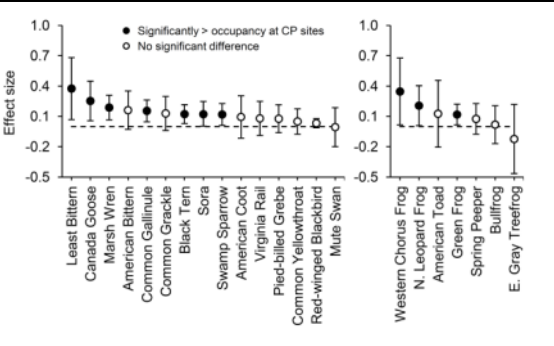 Effect size
1.0
0.7
0.4
0.1
-0.2
-0.5
Significantly > occupancy at CP sites
No significant difference
Least Bittern
Canada Goose
Marsh Wren
American Bittern
Common Gallinule
Common Grackle
Black Tern
Sora
Swamp Sparrow
American Coot
Virginia Rail
Pied-billed Grebe
Common Yellowthroat
Red-winged Blackbird
Mute Swan
1.0
0.7
0.4
0.1
-0.2
-0.5
Western Chorus Frog
N. Leopard Frog
American Toad
Green Frog
Spring Peeper
Bullfrog
E. Gray Treefrog